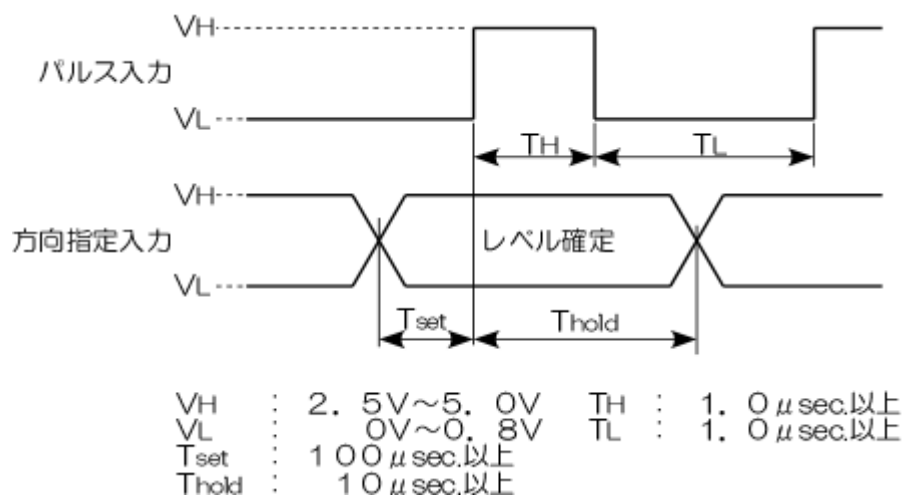 VH
パルス入力
VL
TH TL
VH
方向指定入力 レベル確定
VL
Tset Thold
VH : 2. 5V～5. 0V TH : 1. 0μsec.以上
VL : 0V～0. 8V TL : 1. 0μsec.以上
Tset : 100μsec.以上
Thold : 10μsec.以上